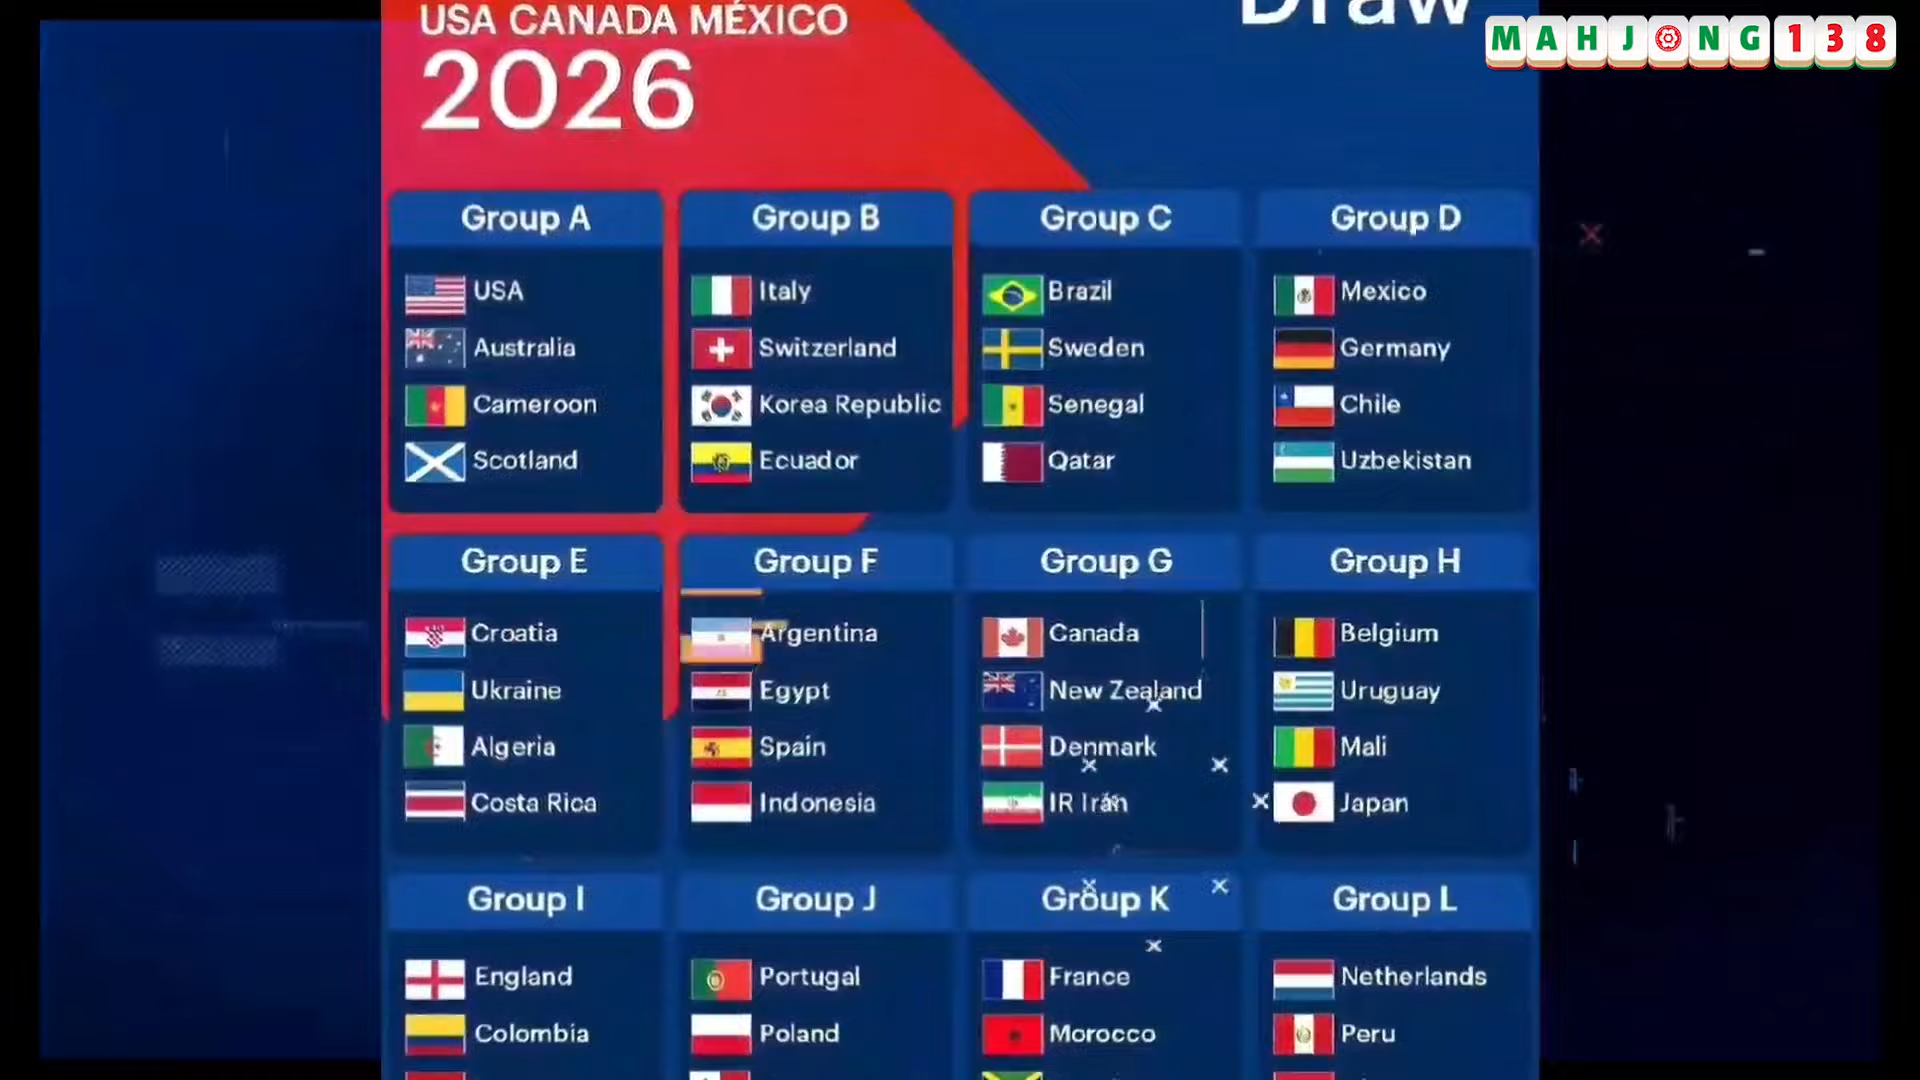 USA CANADA MÉXICO
Draw
2026
MAHJONG138
Group A
USA
Australia
Cameroon
Scotland
Group B
Italy
Switzerland
Korea Republic
Ecuador
Group C
Brazil
Sweden
Senegal
Qatar
Group D
Mexico
Germany
Chile
Uzbekistan
Group E
Croatia
Ukraine
Algeria
Costa Rica
Group F
Argentina
Egypt
Spain
Indonesia
Group G
Canada
New Zealand
Denmark
IR Iran
Group H
Belgium
Uruguay
Mali
Japan
Group I
England
Colombia
Group J
Portugal
Poland
Group K
France
Morocco
Group L
Netherlands
Peru